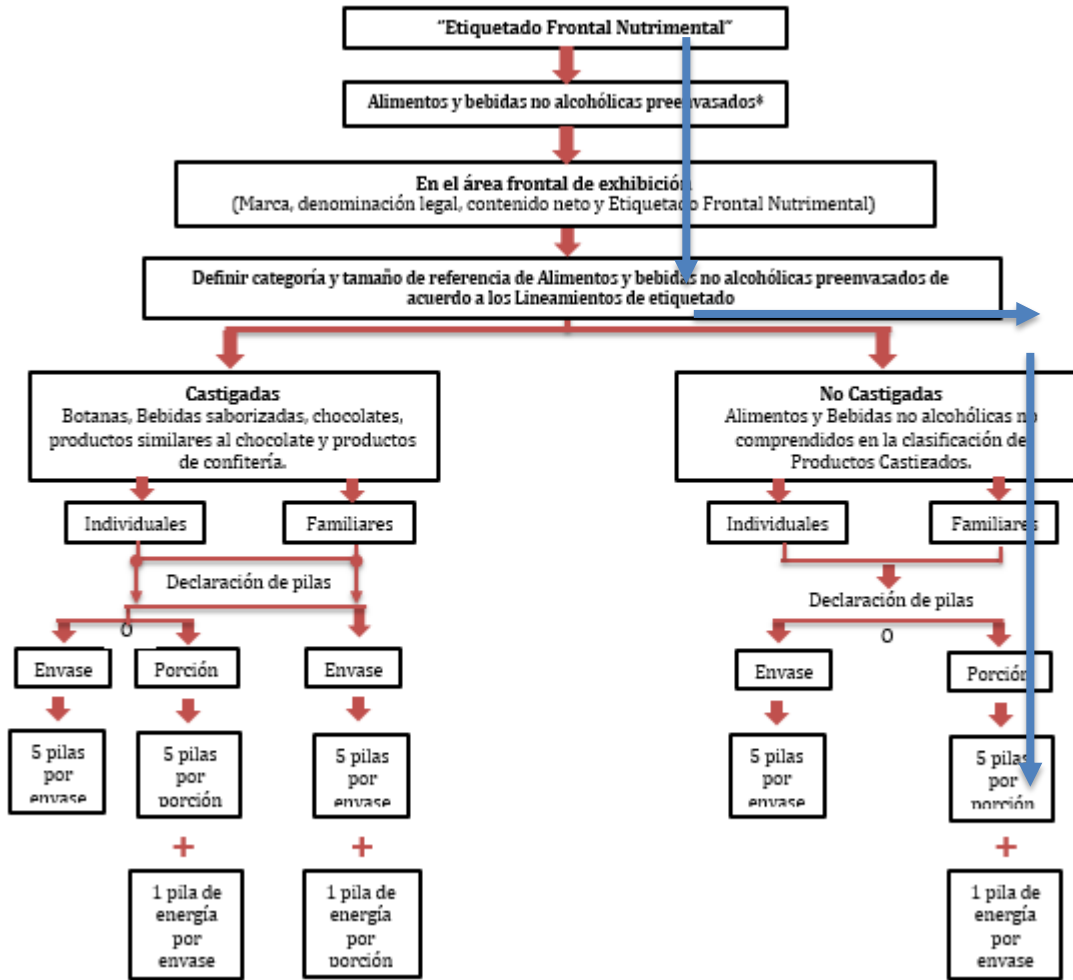 "Etiquetado Frontal Nutrimental"
Alimentos y bebidas no alcohólicas preenvasados*
En el área frontal de exhibición
(Marca, denominación legal, contenido neto y Etiquetado Frontal Nutrimental)
Definir categoría y tamaño de referencia de Alimentos y bebidas no alcohólicas preenvasados de
acuerdo a los Lineamientos de etiquetado
Castigadas
Botanas, Bebidas saborizadas, chocolates,
productos similares al chocolate y productos
de confitería.
No Castigadas
Alimentos y Bebidas no alcohólicas no
comprendidos en la clasificación de
Productos Castigados.
Individuales
Familiares
Individuales
Familiares
Declaración de pilas
Declaración de pilas
O
O
Envase
Porción
Envase
Envase
Porción
5 pilas
por
envase
5 pilas
por
porción
5 pilas
por
envase
5 pilas
por
envase
5 pilas
por
porción
+
+
+
1 pila de
energía
por
envase
1 pila de
energía
por
porción
1 pila de
energía
por
envase